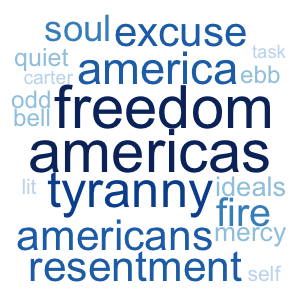 soul excuse
quiet america task
carter ebb
odd freedom
bell
americas
lit tyranny ideals
fire
americans mercy
resentment self